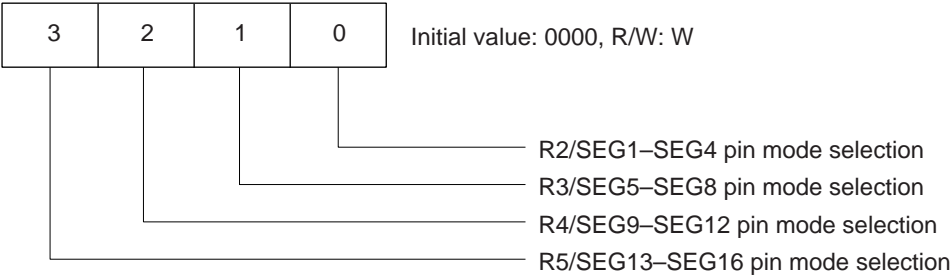 3 2 1 0 Initial value: 0000, R/W: W
R2/SEG1–SEG4 pin mode selection
R3/SEG5–SEG8 pin mode selection
R4/SEG9–SEG12 pin mode selection
R5/SEG13–SEG16 pin mode selection